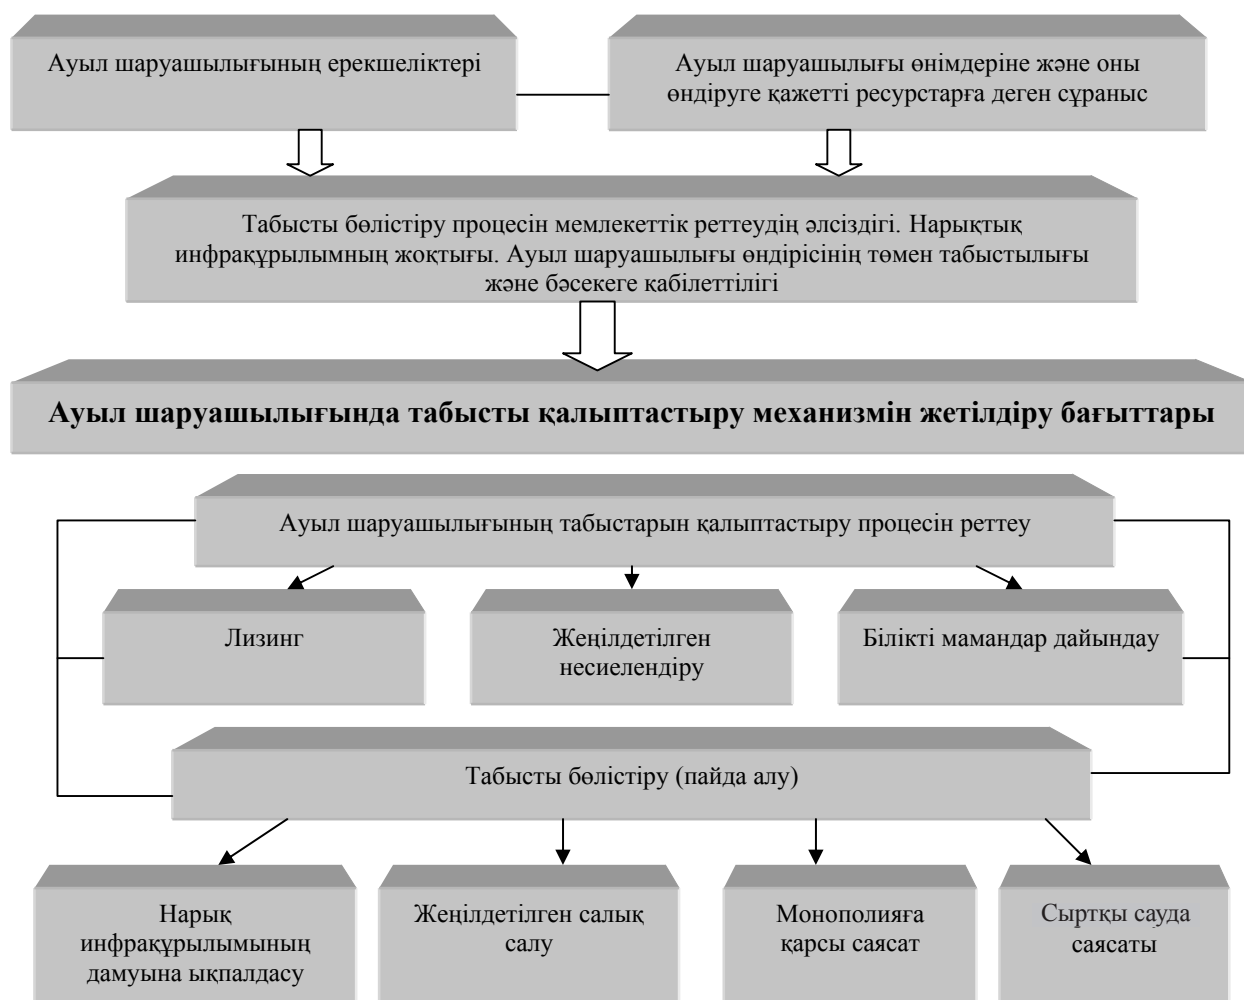 Ауыл шаруашылығының ерекшеліктері
Ауыл шаруашылығы өнімдеріне және оны
өндіруге қажетті ресурстарға деген сұраныс
Табысты бөлістіру процесін мемлекеттік реттеудің әлсіздігі. Нарықтық
инфрақұрылымның жоқтығы. Ауыл шаруашылығы өндірісінің төмен табыстылығы
және бәсекеге қабілеттілігі
Ауыл шаруашылығында табысты қалыптастыру механизмін жетілдіру бағыттары
Ауыл шаруашылығының табыстарын қалыптастыру процесін реттеу
Лизинг
Жеңілдетілген
несиелендіру
Білікті мамандар дайындау
Табысты бөлістіру (пайда алу)
Нарық
инфрақұрылымының
дамуына ықпалдасу
Жеңілдетілген салық
салу
Монополияға
қарсы саясат
Сыртқы сауда
саясаты